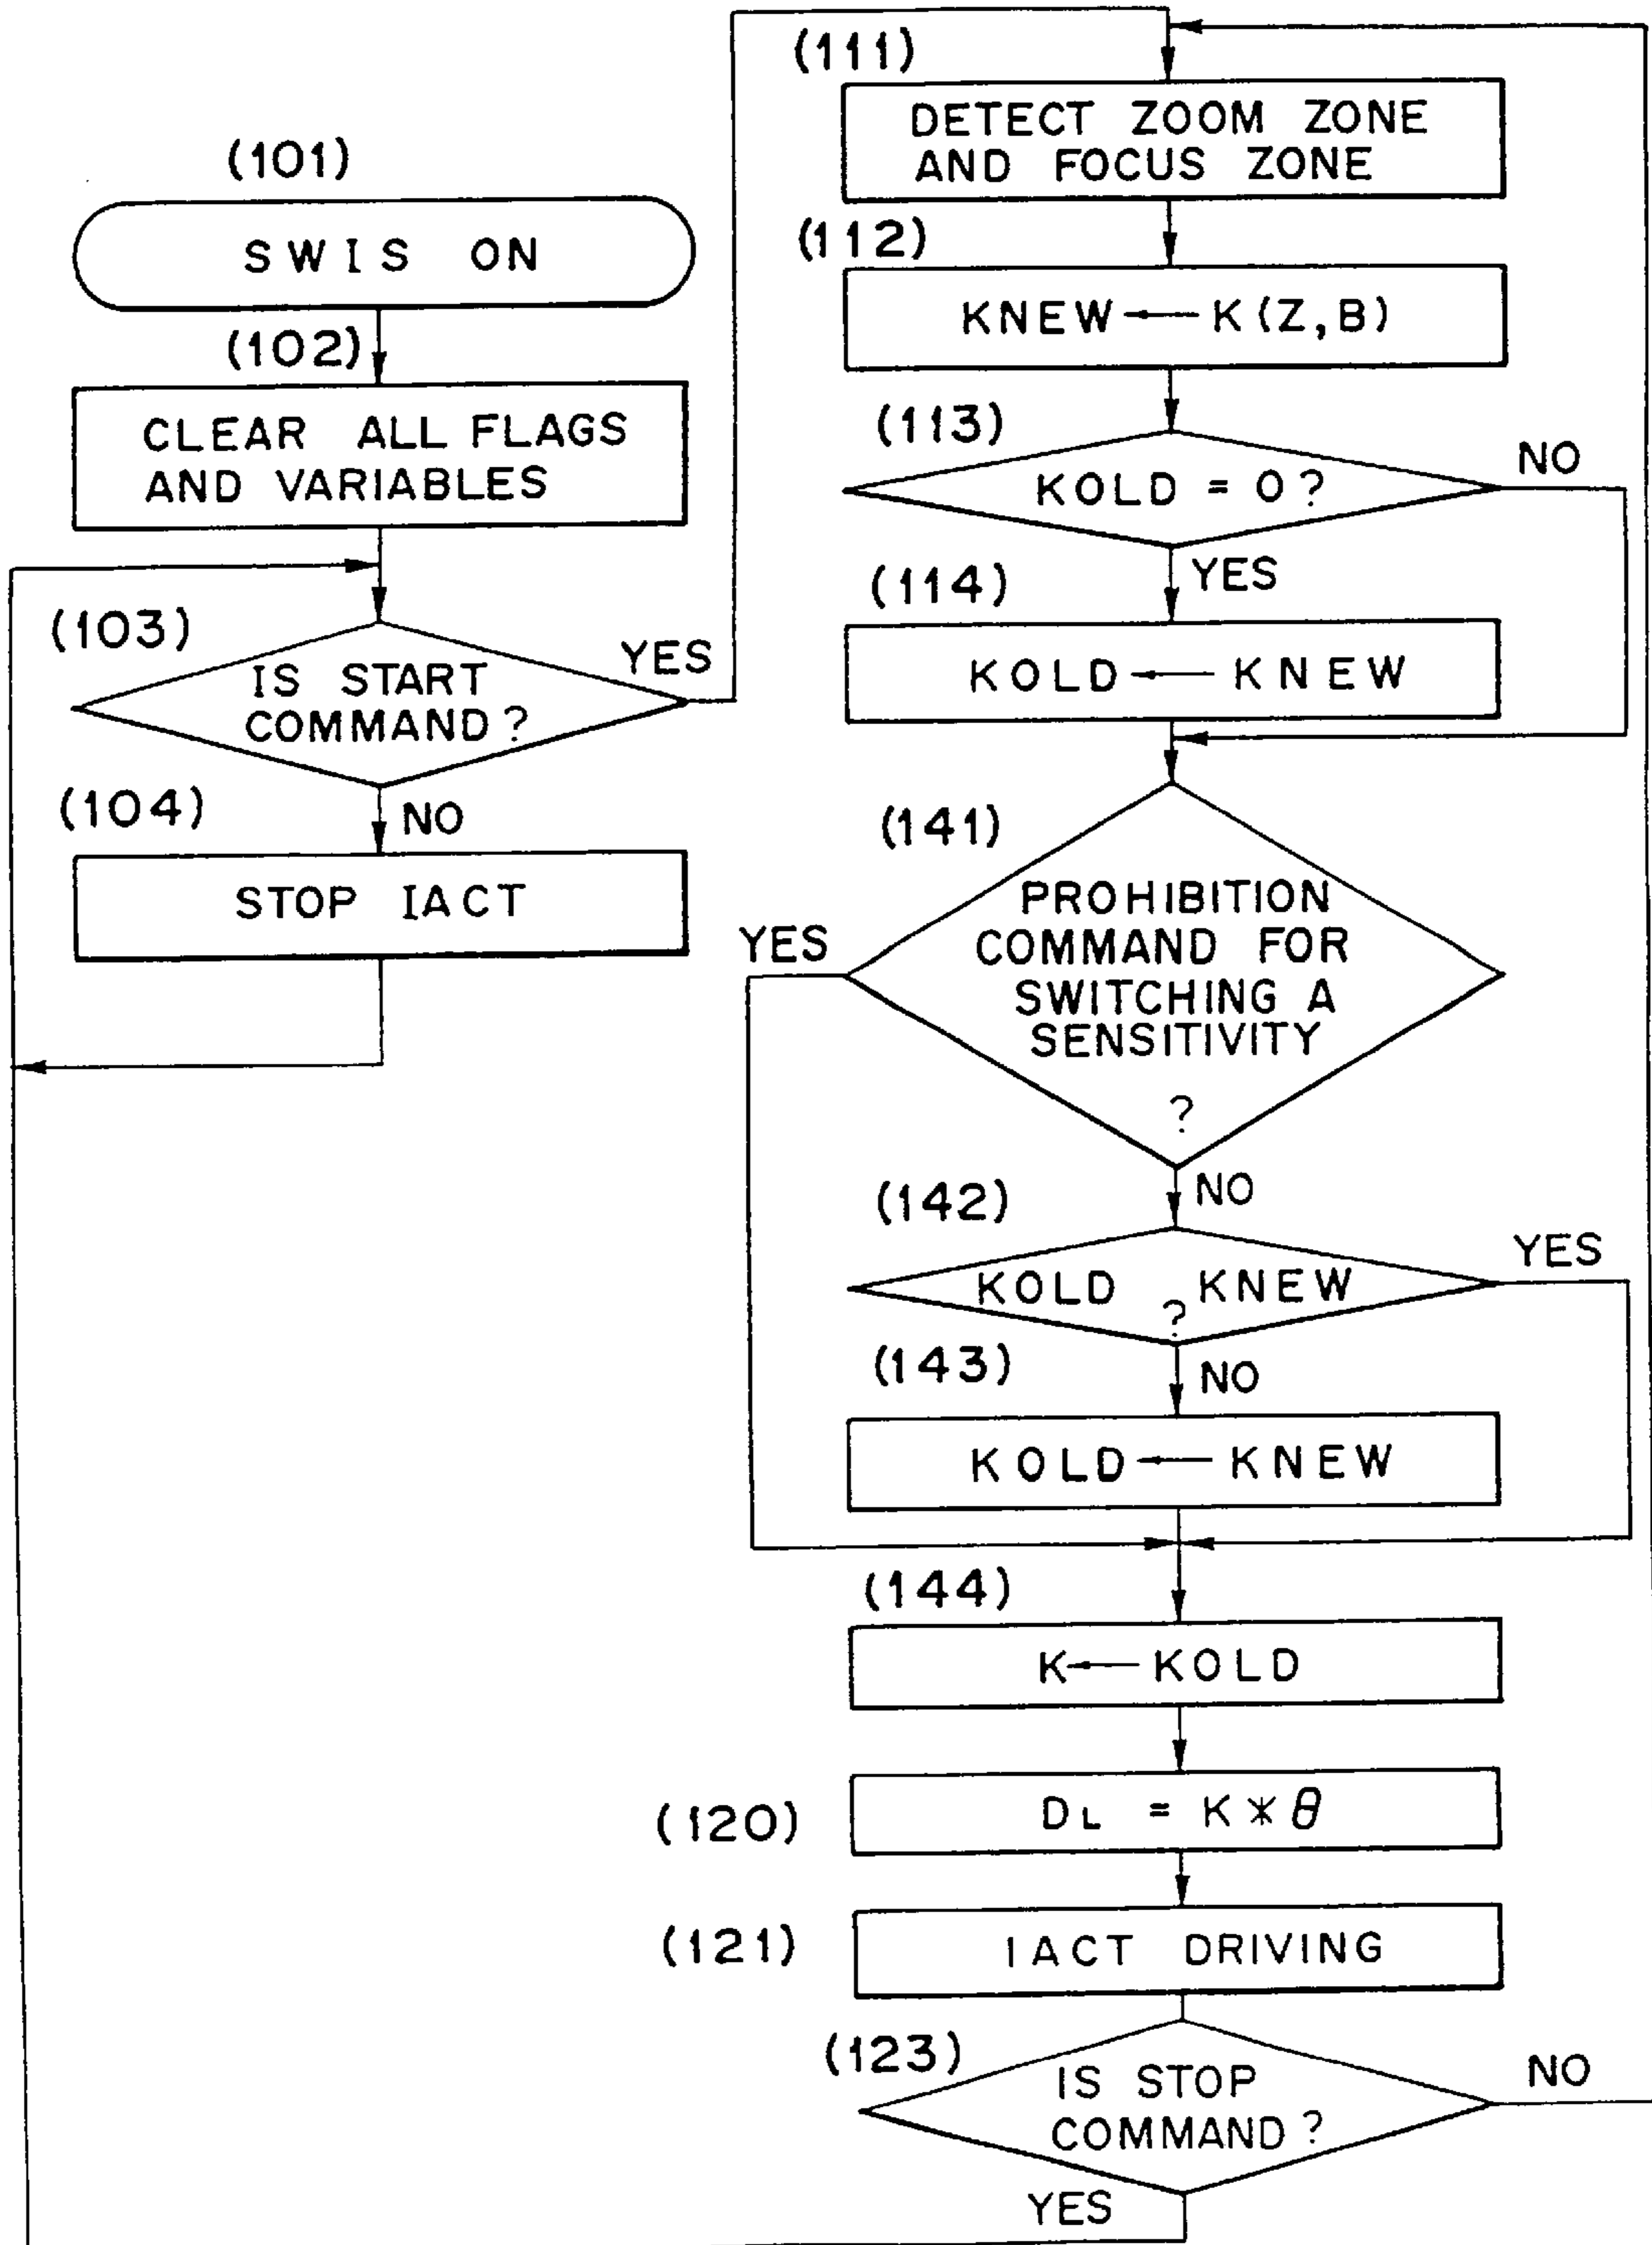 (101)
SWIS ON
(102)
CLEAR ALL FLAGS
AND VARIABLES
(103)
IS START
COMMAND?
YES
NO
(104)
STOP IACT
(111)
DETECT ZOOM ZONE
AND FOCUS ZONE
(112)
KNEW ← K(Z,B)
(113)
KOLD = 0?
NO
YES
(114)
KOLD ← KNEW
(141)
PROHIBITION
COMMAND FOR
SWITCHING A
SENSITIVITY
?
YES
NO
(142)
KOLD KNEW
?
YES
NO
(143)
KOLD ← KNEW
(144)
K ← KOLD
(120)
DL = K * θ
(121)
IACT DRIVING
(123)
IS STOP
COMMAND?
NO
YES